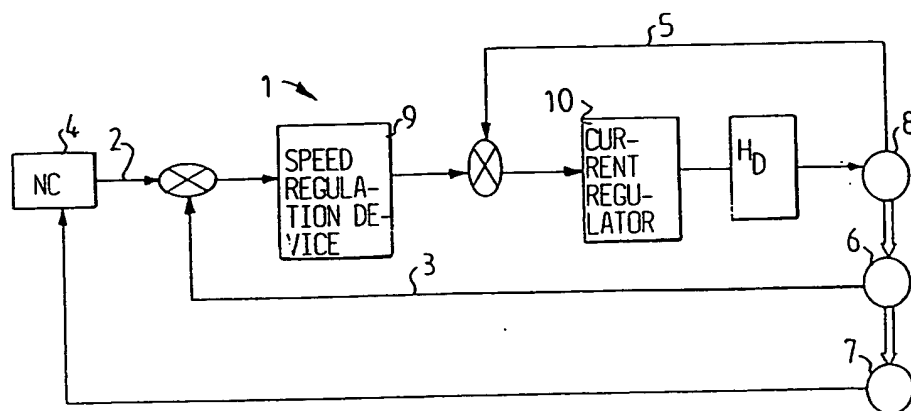 5
1
10
9
8
4
2
CUR-
RENT
REGU-
LATOR
H_D
NC
SPEED
REGULA-
TION DE-
VICE
6
3
7